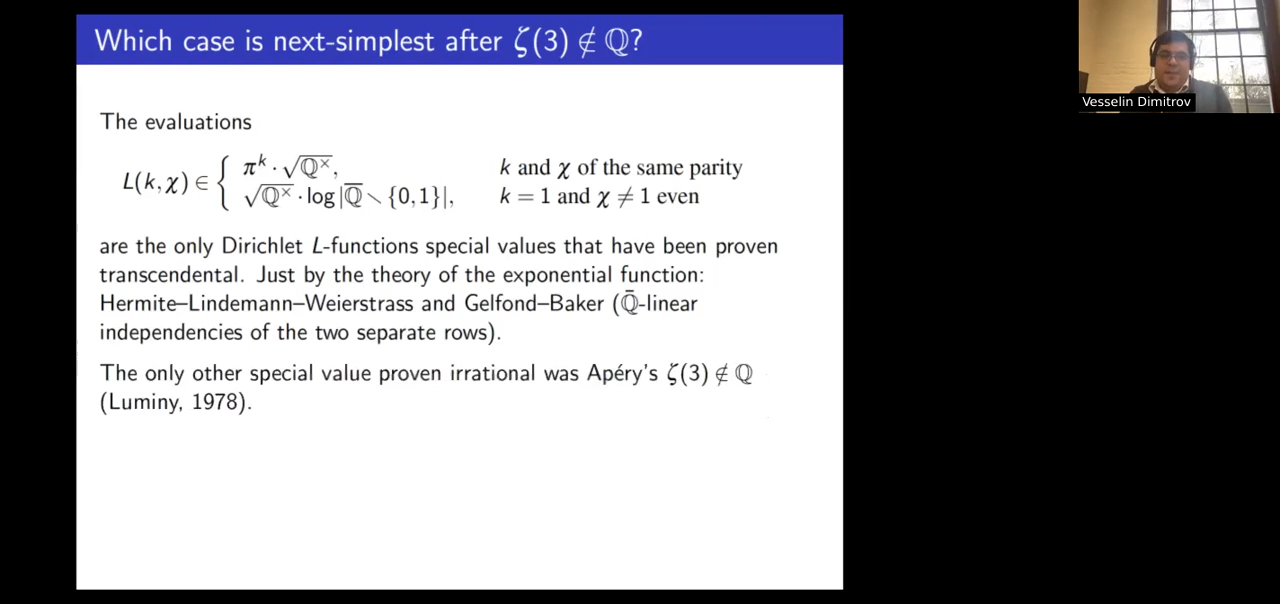 Which case is next-simplest after ζ(3) ∉ ℚ?
Vesselin Dimitrov
The evaluations
L(k, χ) ∈ { π^k · √ℚ^×, k and χ of the same parity
√ℚ^× · log|ℚ̅ ∖ {0, 1}|, k = 1 and χ ≠ 1 even
are the only Dirichlet L-functions special values that have been proven
transcendental. Just by the theory of the exponential function:
Hermite–Lindemann–Weierstrass and Gelfond–Baker (ℚ̄-linear
independencies of the two separate rows).
The only other special value proven irrational was Apéry's ζ(3) ∉ ℚ
(Luminy, 1978).